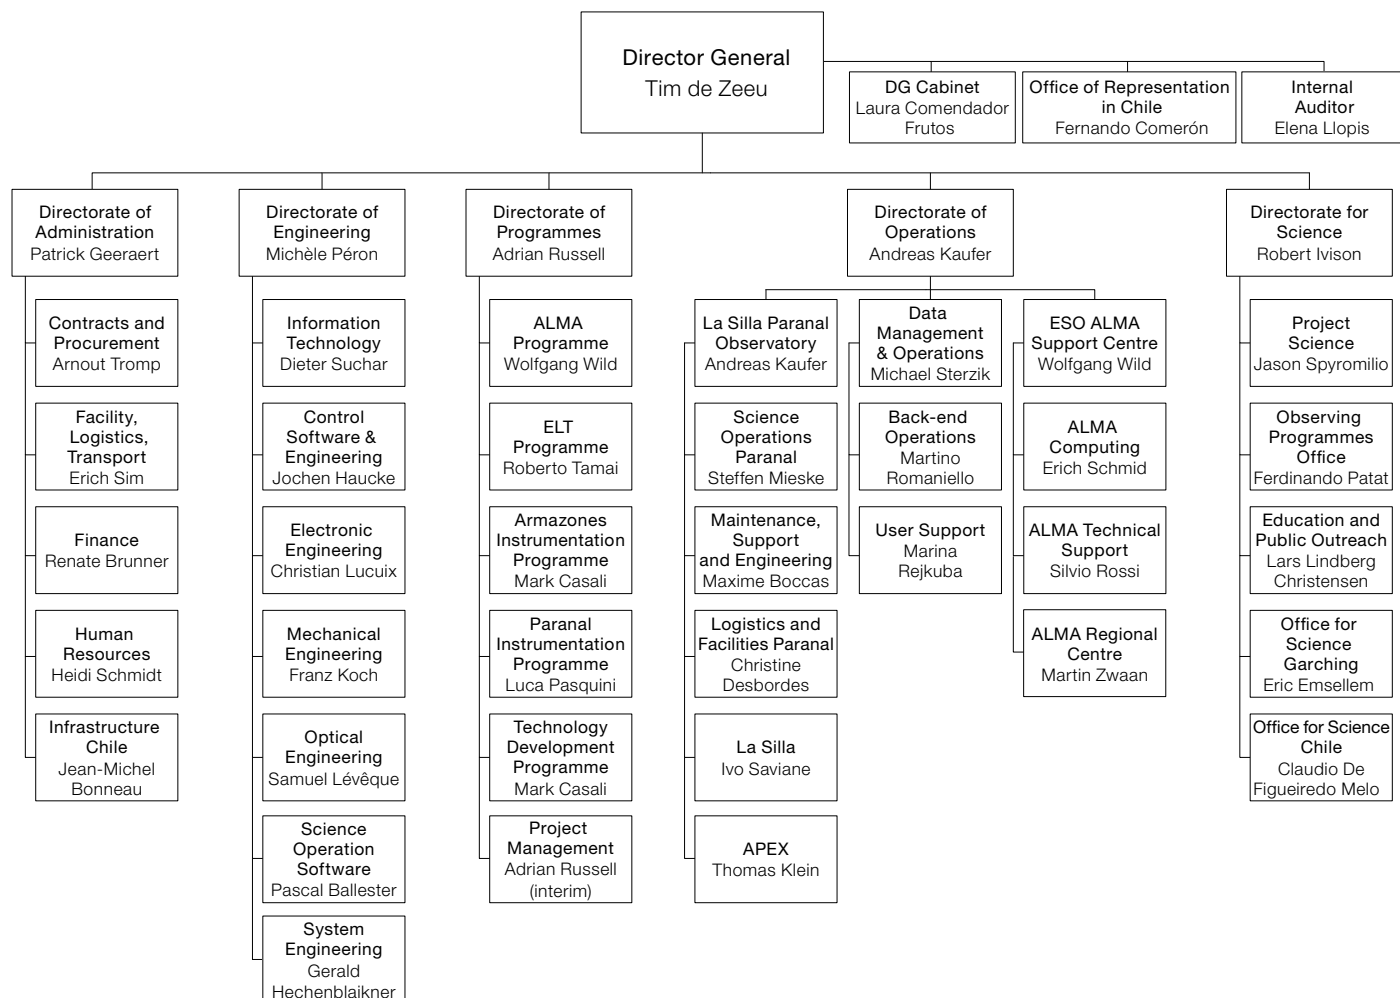 Director General
Tim de Zeeu
DG Cabinet
Laura Comendador
Frutos
Office of Representation
in Chile
Fernando Comerón
Internal
Auditor
Elena Llopis
Directorate of
Administration
Patrick Geeraert
Contracts and
Procurement
Arnout Tromp
Facility,
Logistics,
Transport
Erich Sim
Finance
Renate Brunner
Human
Resources
Heidi Schmidt
Infrastructure
Chile
Jean-Michel
Bonneau
Directorate of
Engineering
Michèle Péron
Information
Technology
Dieter Suchar
Control
Software &
Engineering
Jochen Haucke
Electronic
Engineering
Christian Lucuix
Mechanical
Engineering
Franz Koch
Optical
Engineering
Samuel Lévêque
Science
Operation
Software
Pascal Ballester
System
Engineering
Gerald
Hechenblaikner
Directorate of
Programmes
Adrian Russell
ALMA
Programme
Wolfgang Wild
ELT
Programme
Roberto Tamai
Armazones
Instrumentation
Programme
Mark Casali
Paranal
Instrumentation
Programme
Luca Pasquini
Technology
Development
Programme
Mark Casali
Project
Management
Adrian Russell
(interim)
Directorate of
Operations
Andreas Kaufer
La Silla Paranal
Observatory
Andreas Kaufer
Science
Operations
Paranal
Steffen Mieske
Maintenance,
Support
and Engineering
Maxime Boccas
Logistics and
Facilities Paranal
Christine
Desbordes
La Silla
Ivo Saviane
APEX
Thomas Klein
Data
Management
& Operations
Michael Sterzik
Back-end
Operations
Martino
Romaniello
User Support
Marina
Rejkuba
ESO ALMA
Support Centre
Wolfgang Wild
ALMA
Computing
Erich Schmid
ALMA Technical
Support
Silvio Rossi
ALMA Regional
Centre
Martin Zwaan
Directorate for
Science
Robert Ivison
Project
Science
Jason Spyromilio
Observing
Programmes
Office
Ferdinando Patat
Education and
Public Outreach
Lars Lindberg
Christensen
Office for
Science
Garching
Eric Emsellem
Office for Science
Chile
Claudio De
Figueiredo Melo